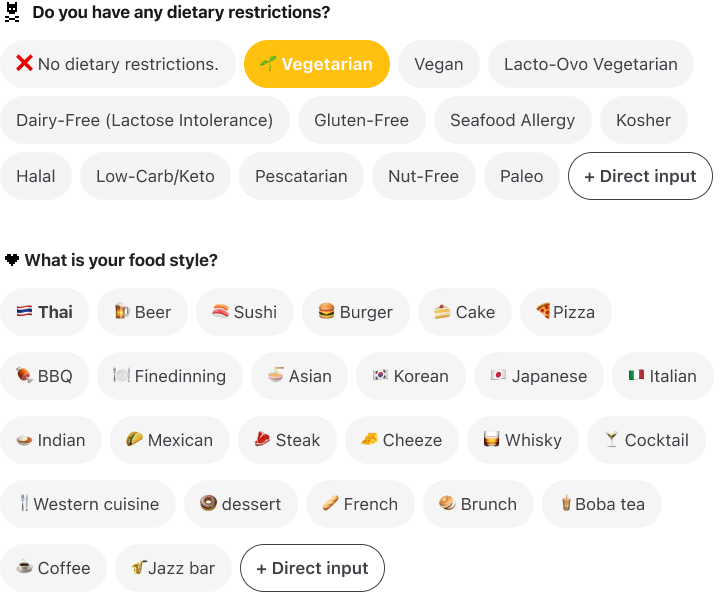 Do you have any dietary restrictions?
No dietary restrictions. Vegetarian Vegan Lacto-Ovo Vegetarian
Dairy-Free (Lactose Intolerance) Gluten-Free Seafood Allergy Kosher
Halal Low-Carb/Keto Pescatarian Nut-Free Paleo + Direct input
What is your food style?
Thai Beer Sushi Burger Cake Pizza
BBQ Finedinning Asian Korean Japanese Italian
Indian Mexican Steak Cheeze Whisky Cocktail
Western cuisine dessert French Brunch Boba tea
Coffee Jazz bar + Direct input